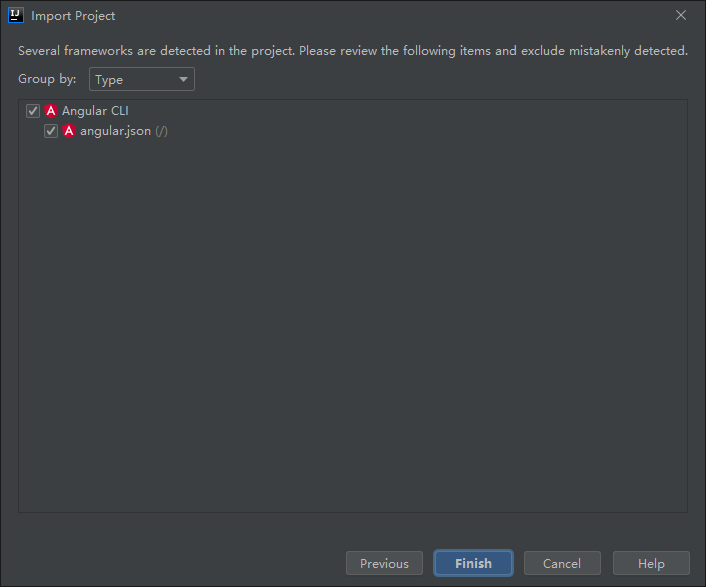 IJ Import Project
Several frameworks are detected in the project. Please review the following items and exclude mistakenly detected.
Group by: Type
A Angular CLI
A angular.json (/)
Previous Finish Cancel Help